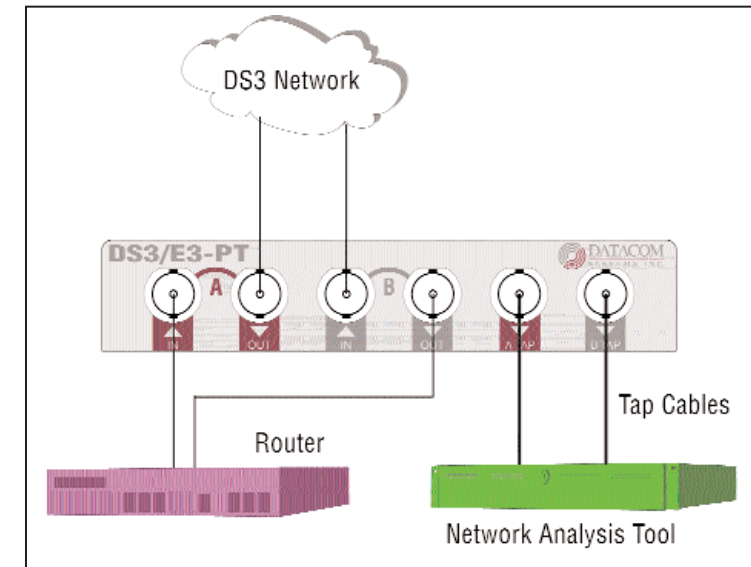 DS3 Network
DS3/E3-PT
DATACOM
A
B
IN
OUT
IN
OUT
A TAP
B TAP
Tap Cables
Router
Network Analysis Tool